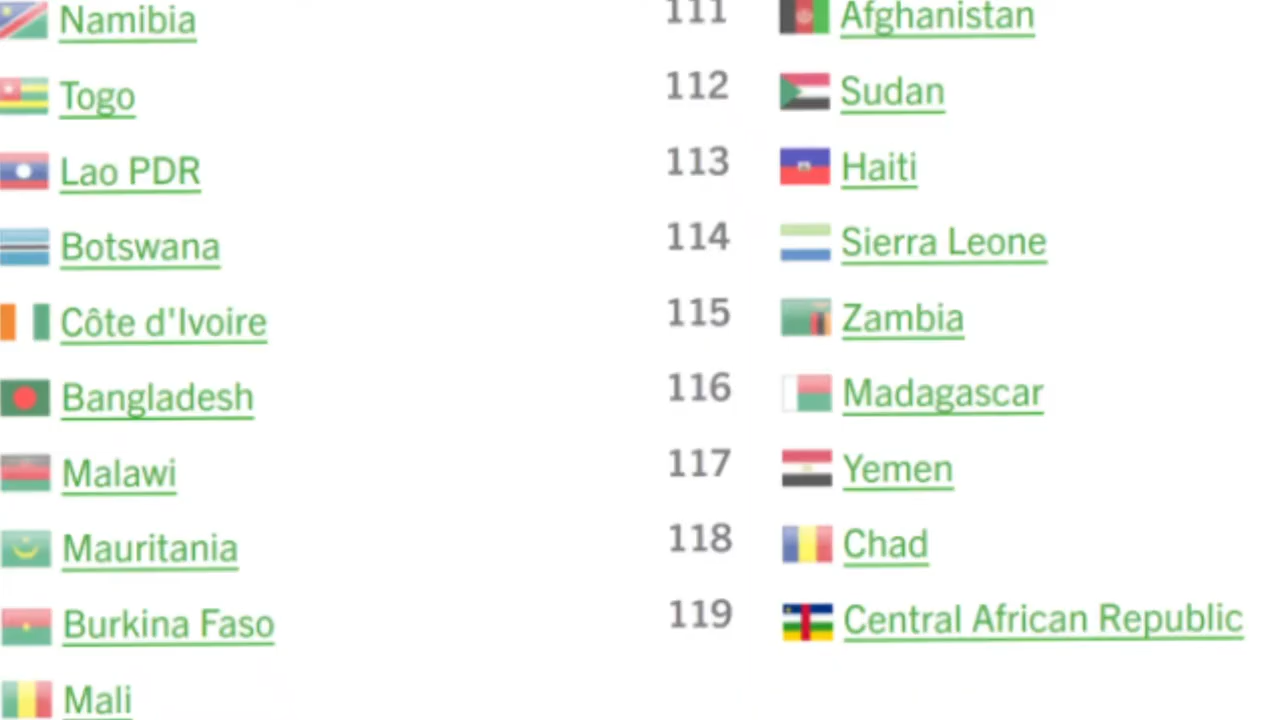 Namibia
Togo
Lao PDR
Botswana
Côte d'Ivoire
Bangladesh
Malawi
Mauritania
Burkina Faso
Mali
111 Afghanistan
112 Sudan
113 Haiti
114 Sierra Leone
115 Zambia
116 Madagascar
117 Yemen
118 Chad
119 Central African Republic